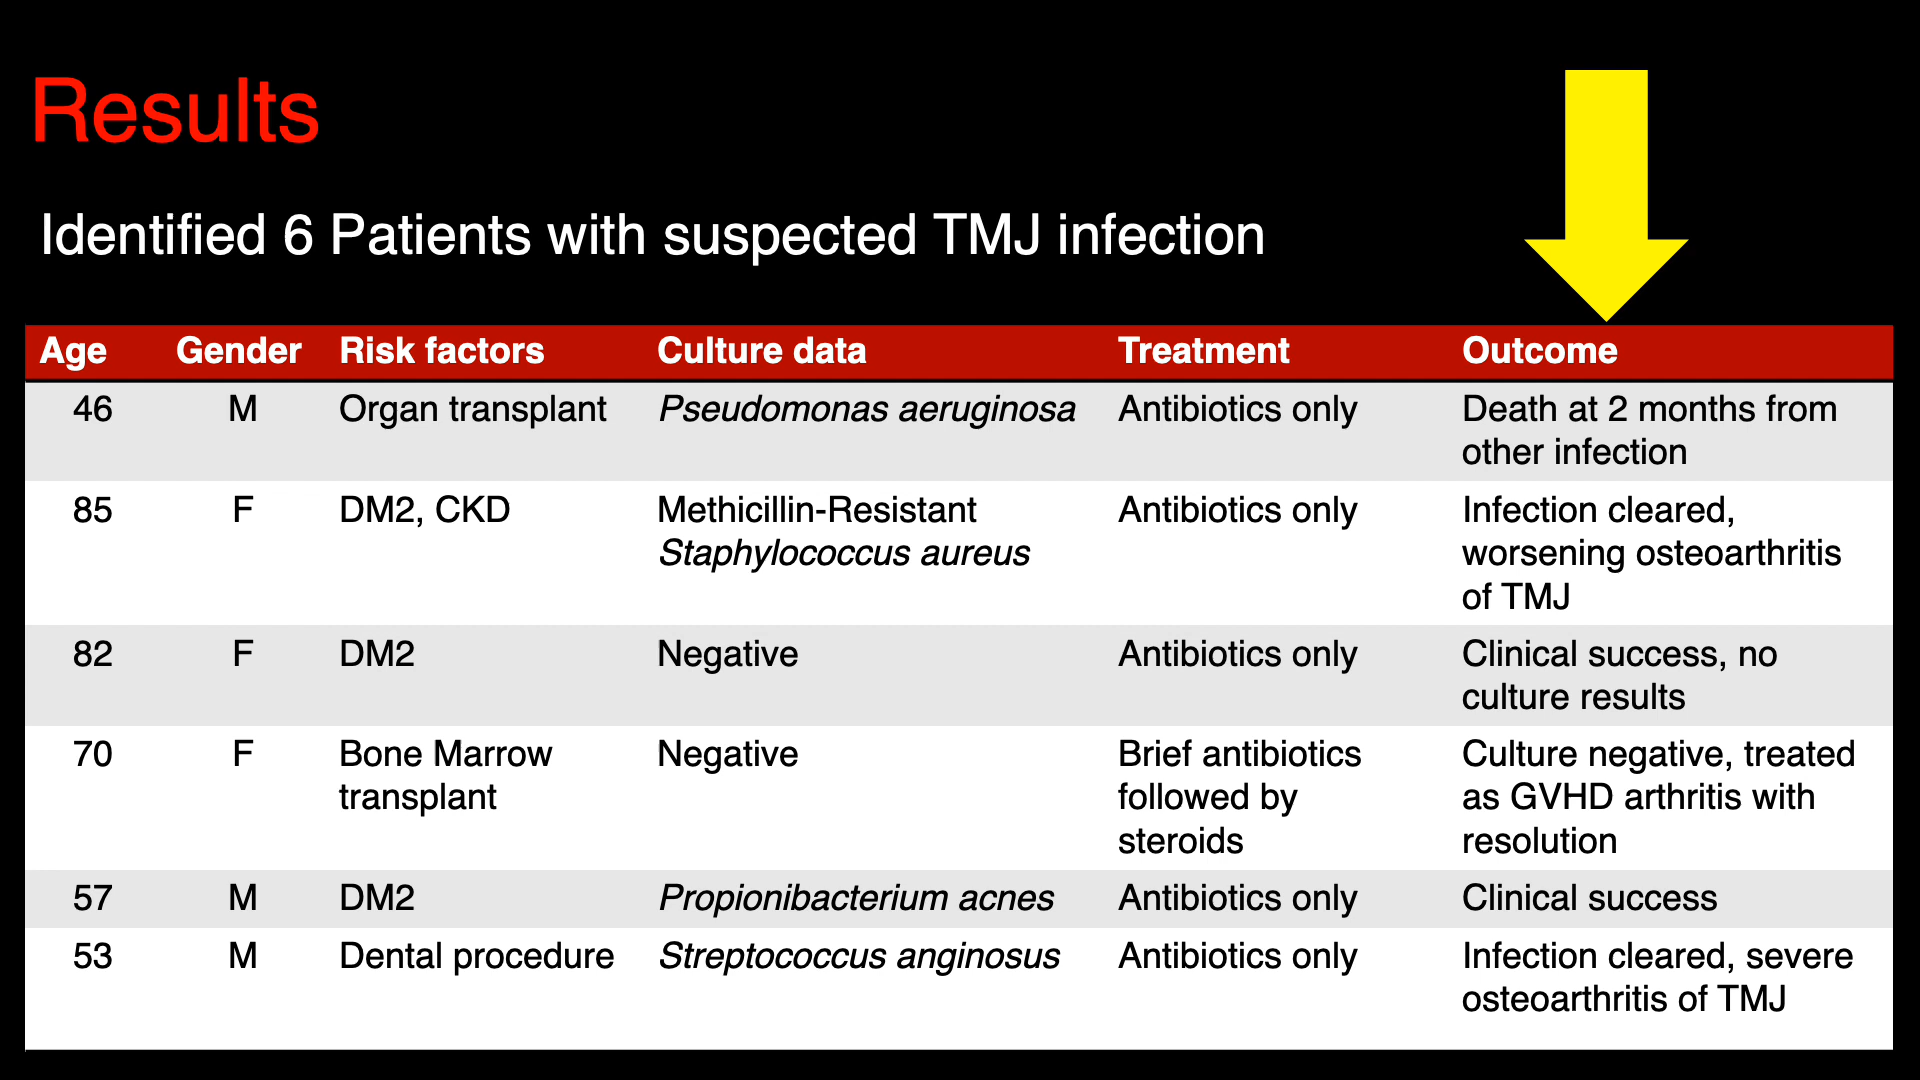 Results
Identified 6 Patients with suspected TMJ infection
Age Gender Risk factors Culture data Treatment Outcome
46 M Organ transplant Pseudomonas aeruginosa Antibiotics only Death at 2 months from
other infection
85 F DM2, CKD Methicillin-Resistant Antibiotics only Infection cleared,
Staphylococcus aureus worsening osteoarthritis
of TMJ
82 F DM2 Negative Antibiotics only Clinical success, no
culture results
70 F Bone Marrow Negative Brief antibiotics Culture negative, treated
transplant followed by as GVHD arthritis with
steroids resolution
57 M DM2 Propionibacterium acnes Antibiotics only Clinical success
53 M Dental procedure Streptococcus anginosus Antibiotics only Infection cleared, severe
osteoarthritis of TMJ